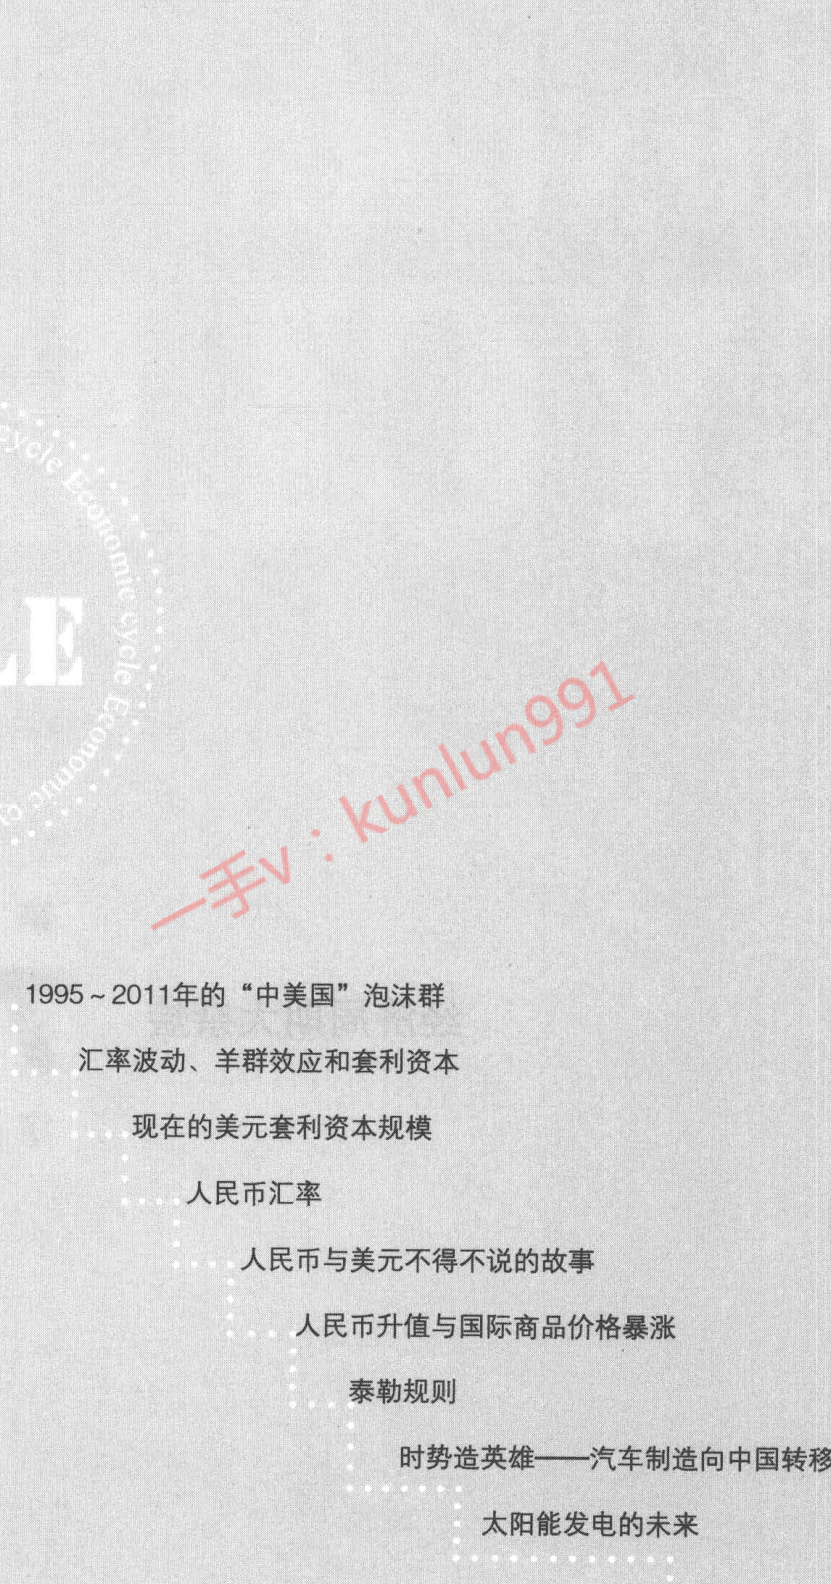 cycle Economic cycle Economic cy
LE
一手v：kunlun991
1995～2011年的“中美国”泡沫群
汇率波动、羊群效应和套利资本
现在的美元套利资本规模
人民币汇率
人民币与美元不得不说的故事
人民币升值与国际商品价格暴涨
泰勒规则
时势造英雄——汽车制造向中国转移
太阳能发电的未来